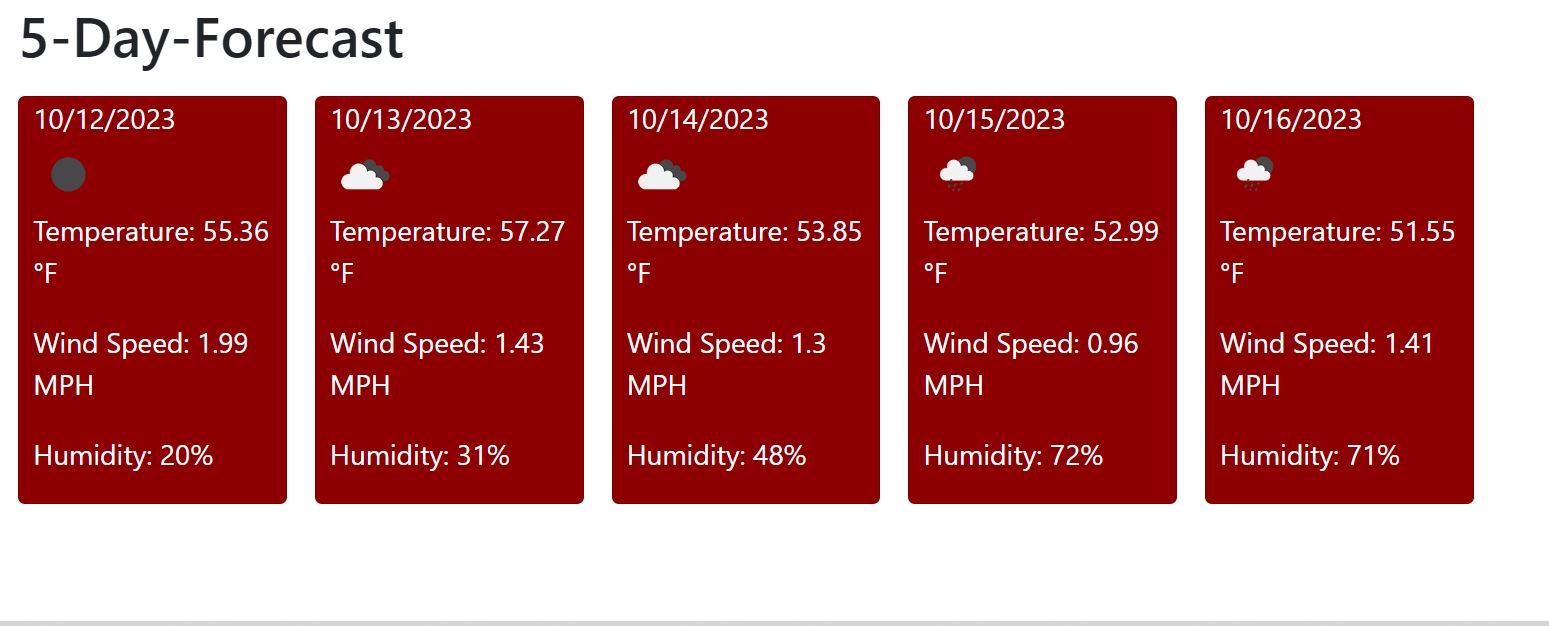 5-Day-Forecast
10/12/2023
Temperature: 55.36
°F
Wind Speed: 1.99
MPH
Humidity: 20%
10/13/2023
Temperature: 57.27
°F
Wind Speed: 1.43
MPH
Humidity: 31%
10/14/2023
Temperature: 53.85
°F
Wind Speed: 1.3
MPH
Humidity: 48%
10/15/2023
Temperature: 52.99
°F
Wind Speed: 0.96
MPH
Humidity: 72%
10/16/2023
Temperature: 51.55
°F
Wind Speed: 1.41
MPH
Humidity: 71%